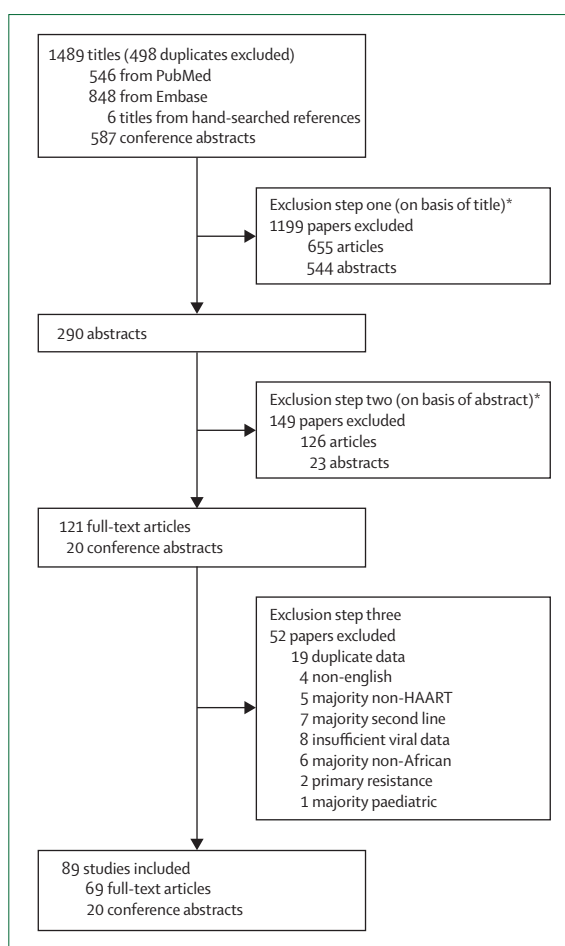 1489 titles (498 duplicates excluded)
546 from PubMed
848 from Embase
6 titles from hand-searched references
587 conference abstracts
Exclusion step one (on basis of title)*
1199 papers excluded
655 articles
544 abstracts
290 abstracts
Exclusion step two (on basis of abstract)*
149 papers excluded
126 articles
23 abstracts
121 full-text articles
20 conference abstracts
Exclusion step three
52 papers excluded
19 duplicate data
4 non-english
5 majority non-HAART
7 majority second line
8 insufficient viral data
6 majority non-African
2 primary resistance
1 majority paediatric
89 studies included
69 full-text articles
20 conference abstracts